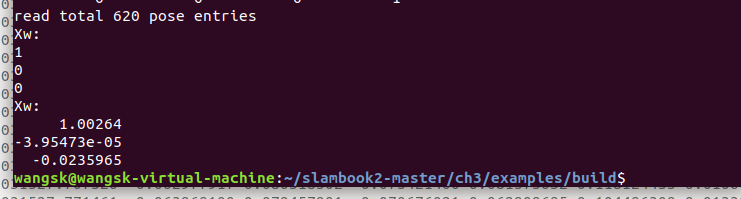 read total 620 pose entries
Xw:
1
0
0
Xw:
1.00264
-3.95473e-05
-0.0235965
wangsk@wangsk-virtual-machine:~/slambook2-master/ch3/examples/build$